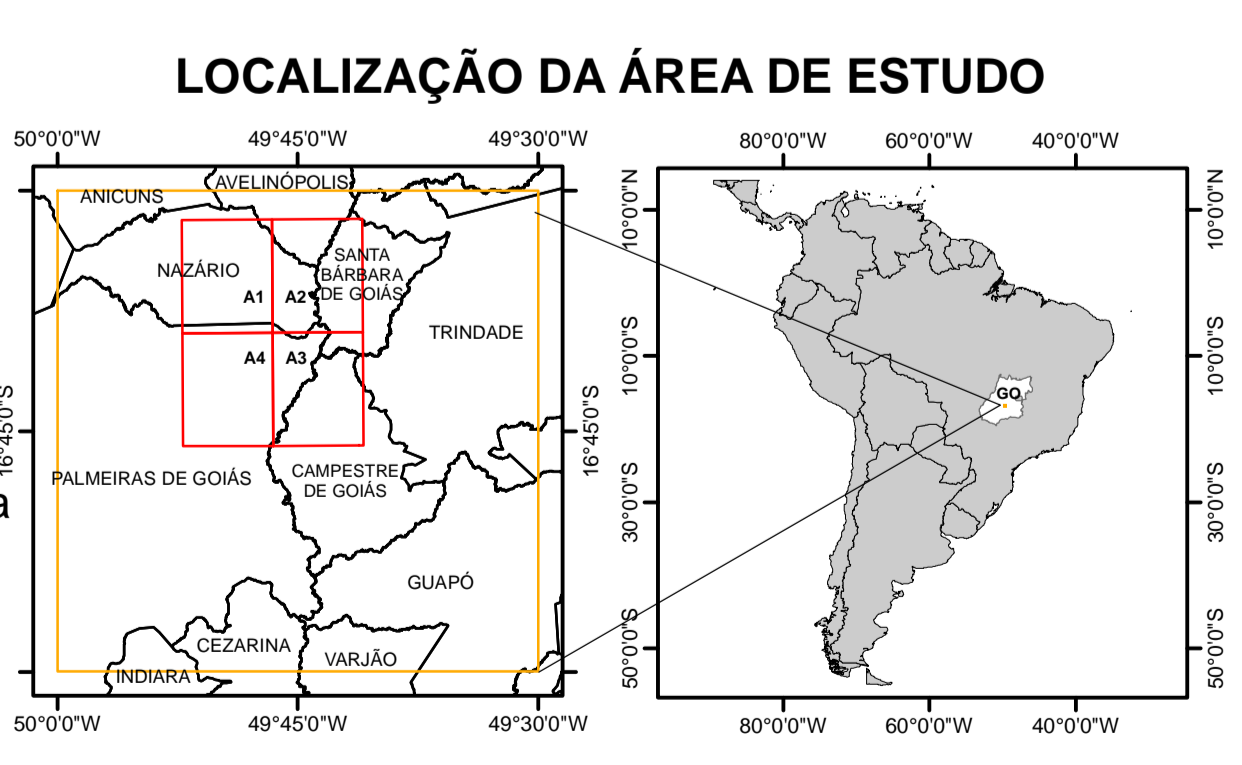 LOCALIZAÇÃO DA ÁREA DE ESTUDO
50°0'0"W
49°45'0"W
49°30'0"W
80°0'0"W
60°0'0"W
40°0'0"W
ANICUNS
AVELINÓPOLIS
NAZÁRIO
SANTA
BÁRBARA
DE GOIÁS
A1
A2
TRINDADE
A4
A3
16°45'0"S
16°45'0"S
PALMEIRAS DE GOIÁS
CAMPESTRE
DE GOIÁS
a
GUAPÓ
CEZARINA
VARJÃO
INDIARA
50°0'0"W
49°45'0"W
49°30'0"W
10°0'0"N
10°0'0"S
30°0'0"S
50°0'0"S
GO
10°0'0"N
10°0'0"S
30°0'0"S
50°0'0"S
80°0'0"W
60°0'0"W
40°0'0"W